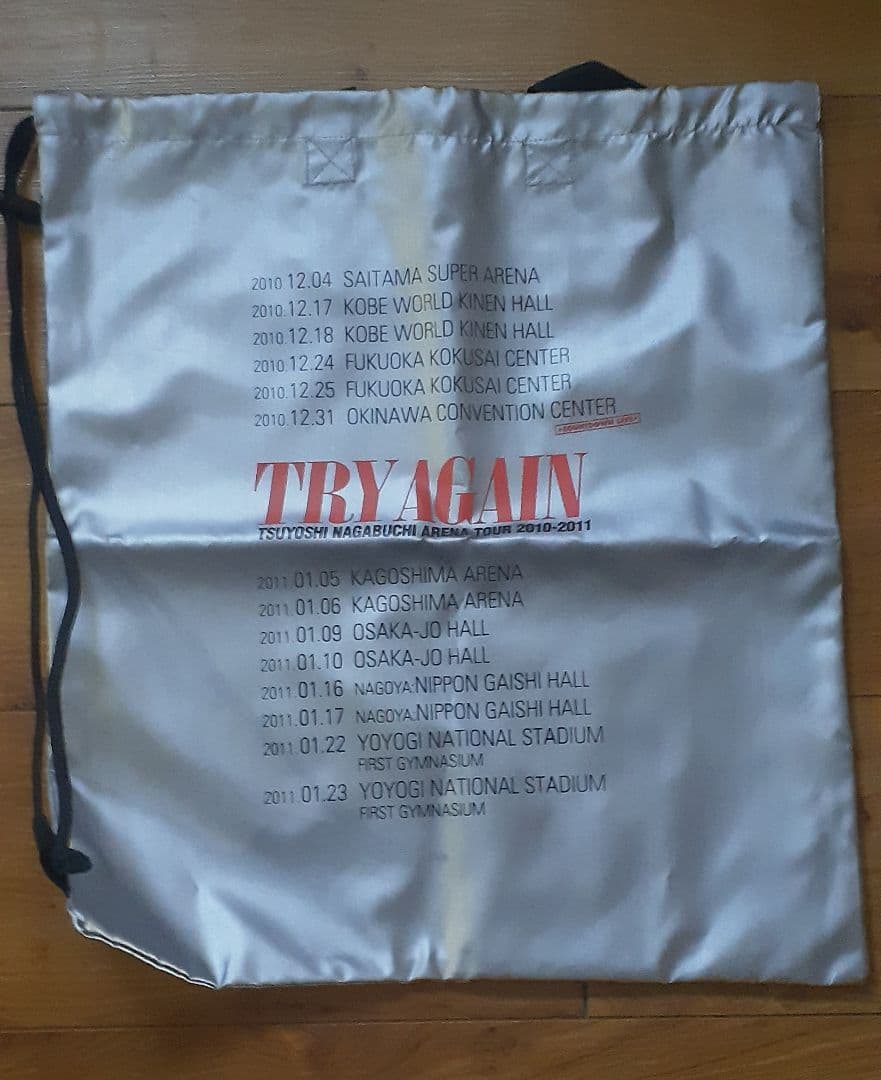 2010 12.04 SAITAMA SUPER ARENA
2010.12.17 KOBE WORLD KINEN HALL
2010.12.18 KOBE WORLD KINEN HALL
2010.12.24 FUKUOKA KOKUSAI CENTER
2010.12.25 FUKUOKA KOKUSAI CENTER
2010.12.31 OKINAWA CONVENTION CENTER
COUNTDOWN LIVE
TRY AGAIN
TSUYOSHI NAGABUCHI ARENA TOUR 2010-2011
2011.01.05 KAGOSHIMA ARENA
2011.01.06 KAGOSHIMA ARENA
2011.01.09 OSAKA-JO HALL
2011.01.10 OSAKA-JO HALL
2011.01.16 NAGOYA:NIPPON GAISHI HALL
2011.01.17 NAGOYA:NIPPON GAISHI HALL
2011.01.22 YOYOGI NATIONAL STADIUM
FIRST GYMNASIUM
2011.01.23 YOYOGI NATIONAL STADIUM
FIRST GYMNASIUM